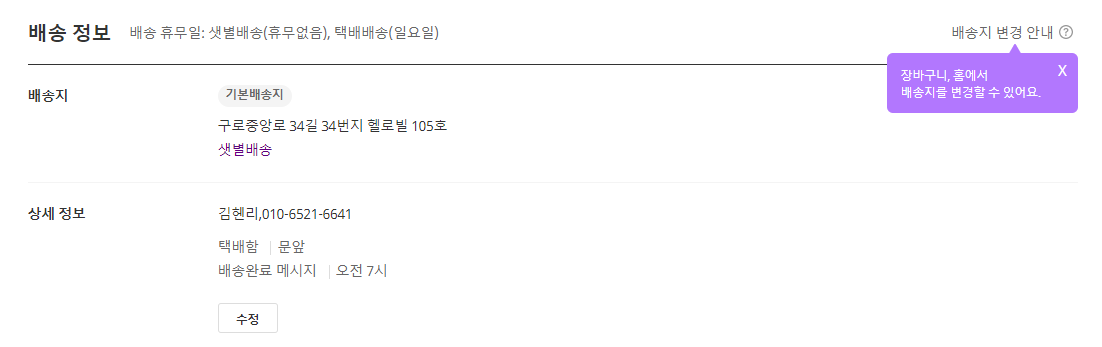 배송 정보 배송 휴무일: 샛별배송(휴무없음), 택배배송(일요일) 배송지 변경 안내 ?
장바구니, 홈에서 X
배송지를 변경할 수 있어요.
배송지 기본배송지
구로중앙로 34길 34번지 헬로빌 105호
샛별배송
상세 정보 김헨리,010-6521-6641
택배함 | 문앞
배송완료 메시지 | 오전 7시
수정